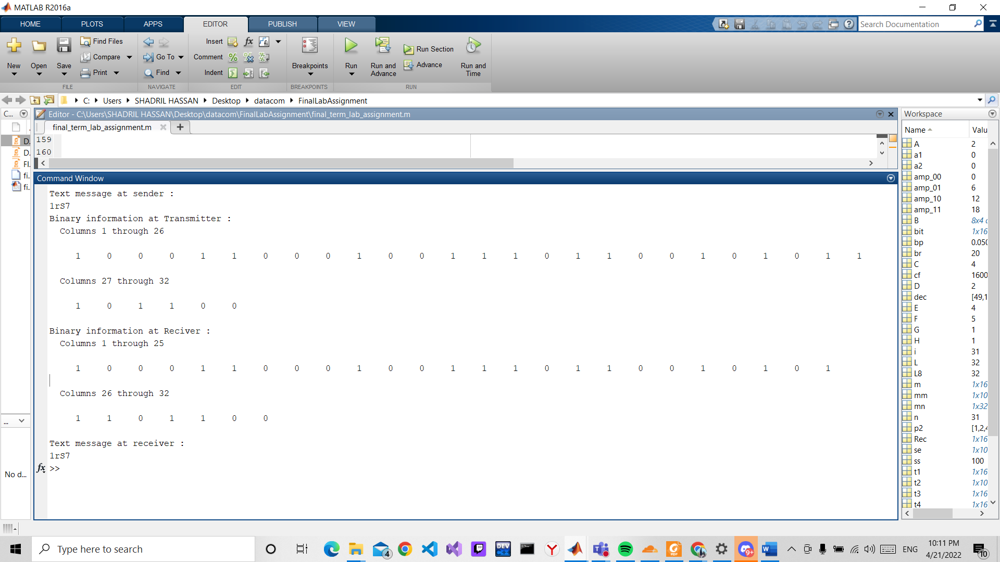 MATLAB R2016a
HOME PLOTS APPS EDITOR PUBLISH VIEW Search Documentation
New Open Save Find Files Compare Print Go To Find Insert fx Comment Indent Breakpoints Run Run and Advance Run Section Advance Run and Time
FILE NAVIGATE EDIT BREAKPOINTS RUN
C: Users SHADRIL HASSAN Desktop datacom FinalLabAssignment
C...
Editor - C:\Users\SHADRIL HASSAN\Desktop\datacom\FinalLabAssignment\final_term_lab_assignment.m
final_term_lab_assignment.m
159
160
D.
D.
FI.
fi.
fi.
...
No d...
Command Window
Text message at sender :
1rS7
Binary information at Transmitter :
Columns 1 through 26
1 0 0 0 1 1 0 0 0 1 0 0 1 1 1 0 1 1 0 0 1 0 1 0 1 1
Columns 27 through 32
1 0 1 1 0 0
Binary information at Reciver :
Columns 1 through 25
1 0 0 0 1 1 0 0 0 1 0 0 1 1 1 0 1 1 0 0 1 0 1 0 1
Columns 26 through 32
1 1 0 1 1 0 0
Text message at receiver :
1rS7
fx >>
Workspace
Name Valu
A 2
a1 0
a2 0
amp_00 0
amp_01 6
amp_10 12
amp_11 18
B 8x4 c
bit 1x16
bp 0.050
br 20
C 4
cf 1600
D 2
dec [49,1
E 4
F 5
G 1
H 1
i 31
L 32
L8 32
m 1x16
mm 1x10
mn 1x32
n 31
p2 [1,2,4
Rec 1x16
se 1x10
ss 100
t1 1x16
t2 1x10
t3 1x16
t4 1x16
Type here to search
4 DEV 9+ ENG 10:11 PM
4/21/2022 10